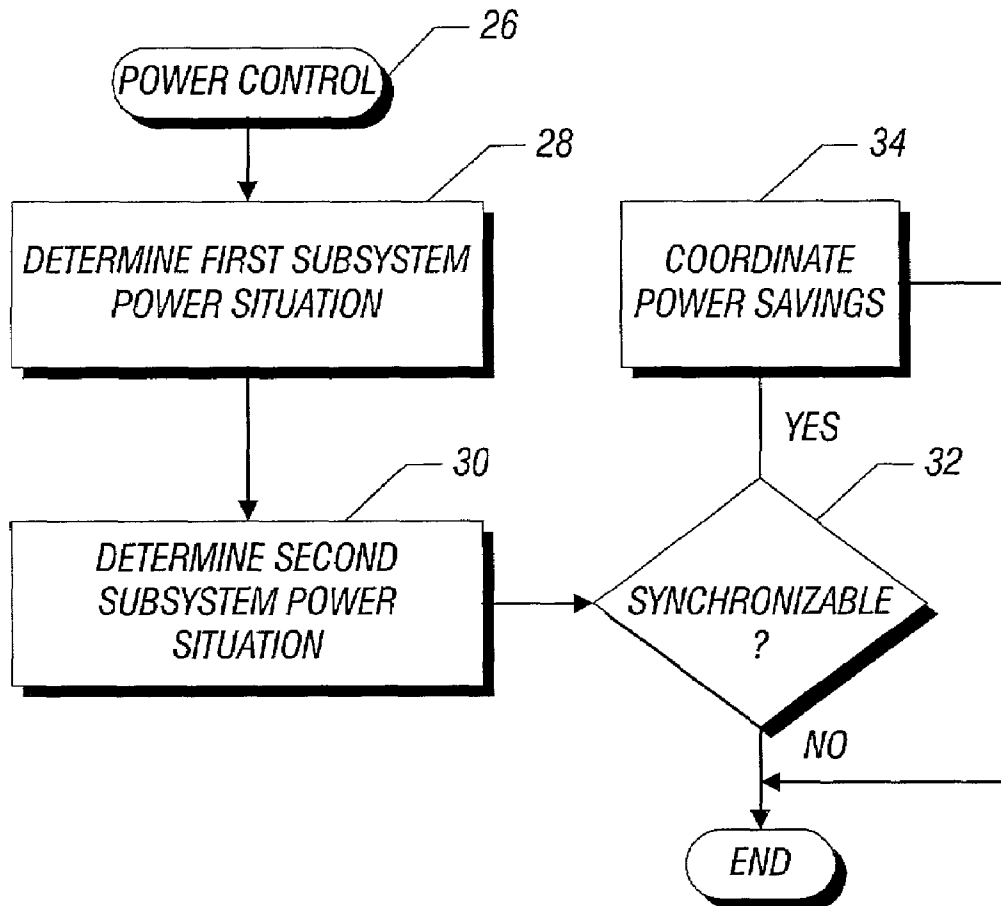 26
POWER CONTROL
28
DETERMINE FIRST SUBSYSTEM
POWER SITUATION
30
DETERMINE SECOND
SUBSYSTEM POWER
SITUATION
34
COORDINATE
POWER SAVINGS
YES
32
SYNCHRONIZABLE
?
NO
END